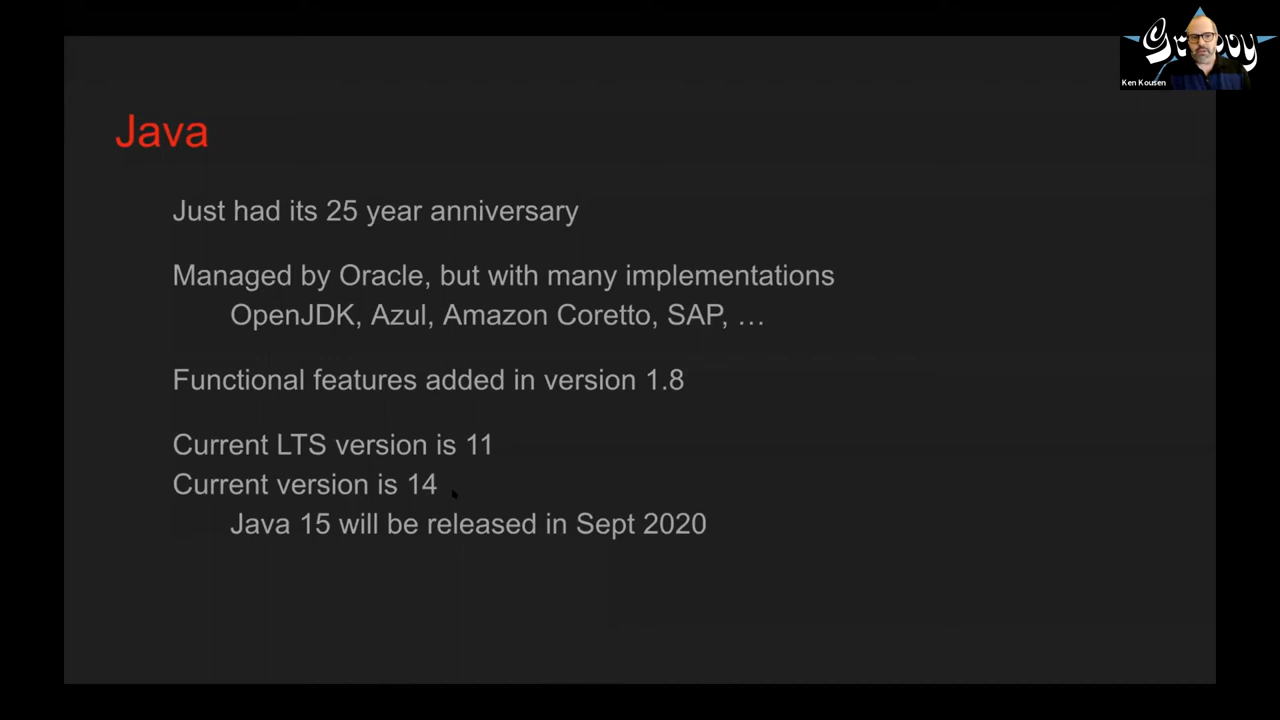 Groovy
Ken Kousen
Java
Just had its 25 year anniversary
Managed by Oracle, but with many implementations
OpenJDK, Azul, Amazon Coretto, SAP, …
Functional features added in version 1.8
Current LTS version is 11
Current version is 14
Java 15 will be released in Sept 2020